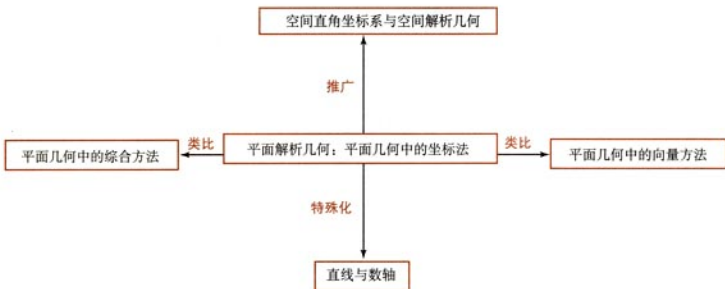 空间直角坐标系与空间解析几何
推广
类比
类比
平面几何中的综合方法
平面解析几何：平面几何中的坐标法
平面几何中的向量方法
特殊化
直线与数轴